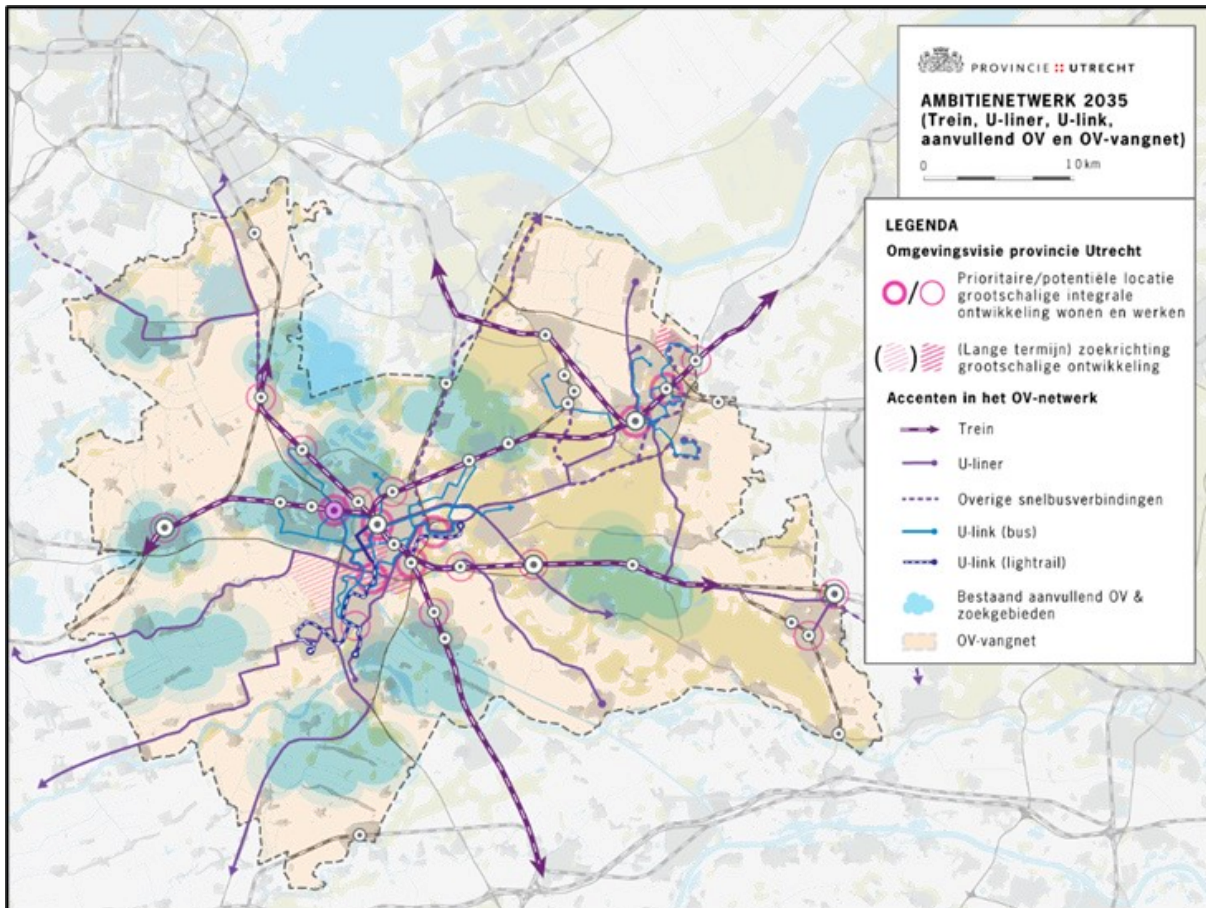 PROVINCIE UTRECHT
AMBITIENETWERK 2035
(Trein, U-liner, U-link,
aanvullend OV en OV-vangnet)
0 10km
LEGENDA
Omgevingsvisie provincie Utrecht
Prioritaire/potentiële locatie
grootschalige integrale
ontwikkeling wonen en werken
(Lange termijn) zoekrichting
grootschalige ontwikkeling
Accenten in het OV-netwerk
Trein
U-liner
Overige snelbusverbindingen
U-link (bus)
U-link (lightrail)
Bestaand aanvullend OV &
zoekgebieden
OV-vangnet